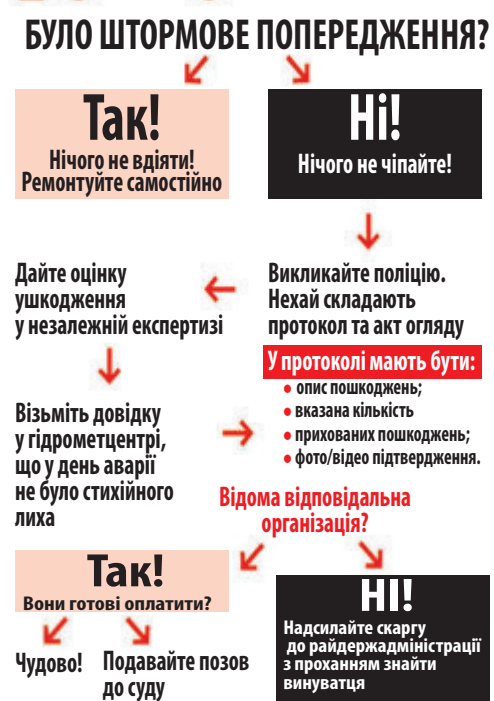 БУЛО ШТОРМОВЕ ПОПЕРЕДЖЕННЯ?
Так!
Нічого не вдіяти!
Ремонтуйте самостійно
Ні!
Нічого не чіпайте!
Викликайте поліцію.
Нехай складають
протокол та акт огляду
Дайте оцінку
ушкодження
у незалежній експертизі
Візьміть довідку
у гідрометцентрі,
що у день аварії
не було стихійного
лиха
У протоколі мають бути:
• опис пошкоджень;
• вказана кількість
• прихованих пошкоджень;
• фото/відео підтвердження.
Відома відповідальна
організація?
Так!
Вони готові оплатити?
Чудово!
Подавайте позов
до суду
НІ!
Надсилайте скаргу
до райдержадміністрації
з проханням знайти
винуватця